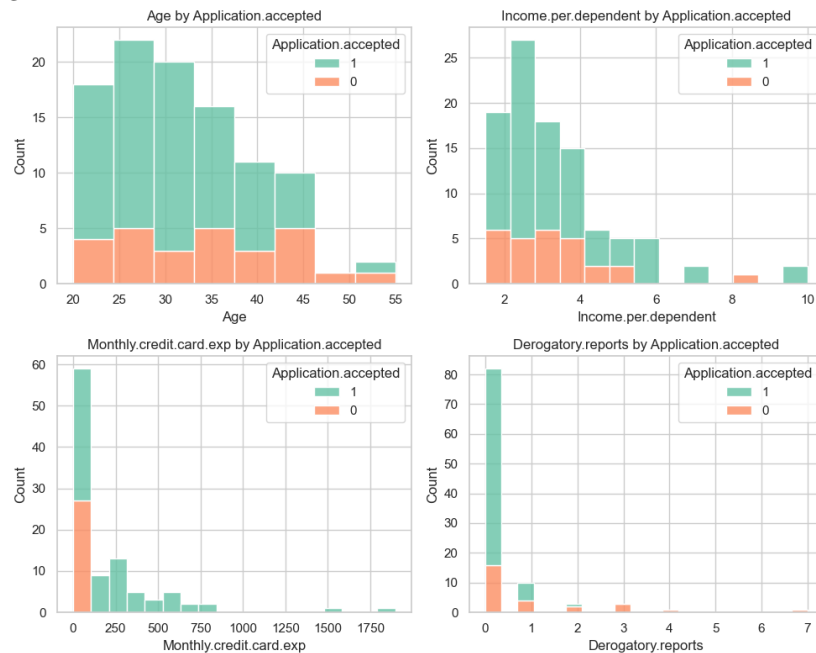 Age by Application.accepted
Application.accepted
1
0
20
15
10
5
0
Count
20 25 30 35 40 45 50 55
Age
Income.per.dependent by Application.accepted
Application.accepted
1
0
25
20
15
10
5
0
Count
2 4 6 8 10
Income.per.dependent
Monthly.credit.card.exp by Application.accepted
Application.accepted
1
0
60
50
40
30
20
10
0
Count
0 250 500 750 1000 1250 1500 1750
Monthly.credit.card.exp
Derogatory.reports by Application.accepted
Application.accepted
1
0
80
70
60
50
40
30
20
10
0
Count
0 1 2 3 4 5 6 7
Derogatory.reports